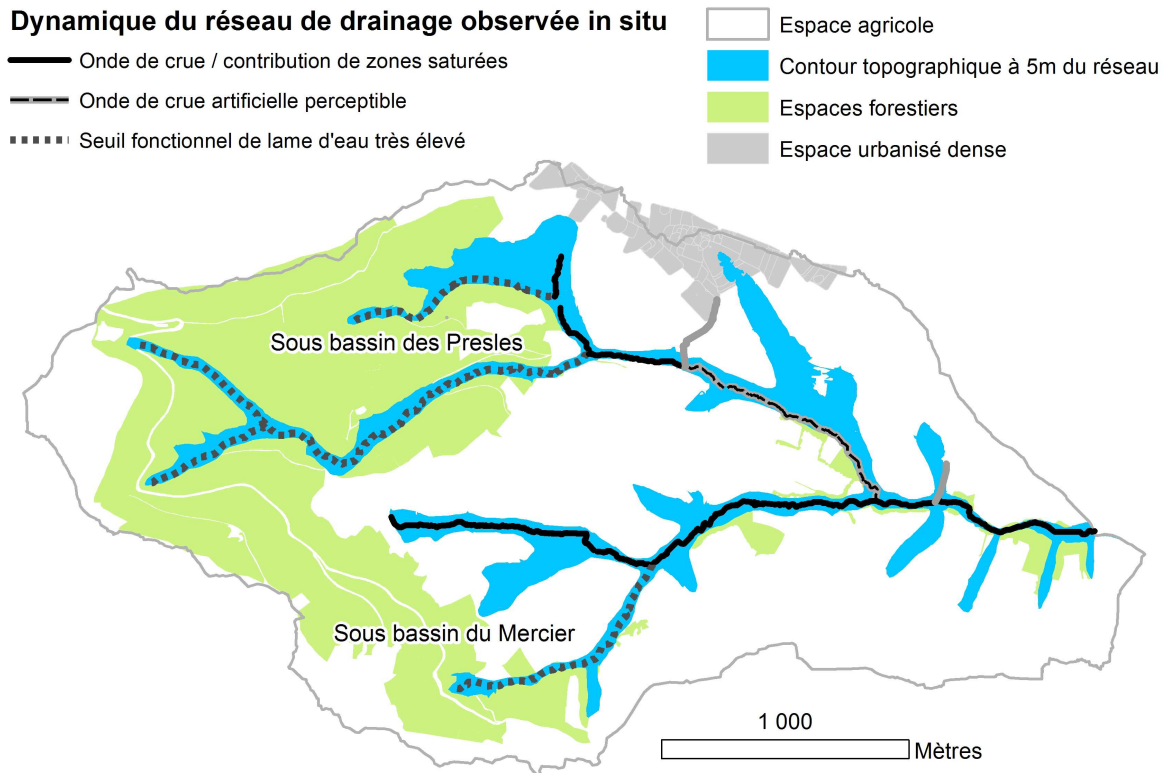 Dynamique du réseau de drainage observée in situ
Onde de crue / contribution de zones saturées
Onde de crue artificielle perceptible
Seuil fonctionnel de lame d'eau très élevé
Espace agricole
Contour topographique à 5m du réseau
Espaces forestiers
Espace urbanisé dense
Sous bassin des Presles
Sous bassin du Mercier
1 000
Mètres